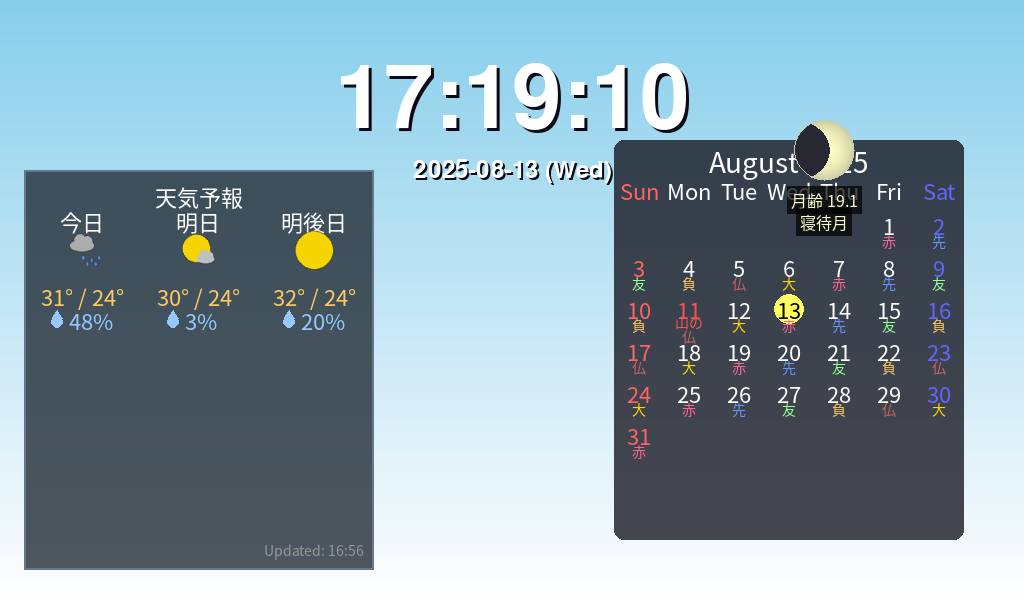 17:19:10
2025-08-13 (Wed)
天気予報
今日 明日 明後日
31° / 24° 30° / 24° 32° / 24°
48% 3% 20%
Updated: 16:56
August 5
月齢 19.1
寝待月
Sun Mon Tue Wed Thu Fri Sat
1 2
赤 先
3 4 5 6 7 8 9
友 負 仏 大 赤 先 友
10 11 12 13 14 15 16
負 山の 大 赤 先 友 負
仏
17 18 19 20 21 22 23
仏 大 赤 先 友 負 仏
24 25 26 27 28 29 30
大 赤 先 友 負 仏 大
31
赤